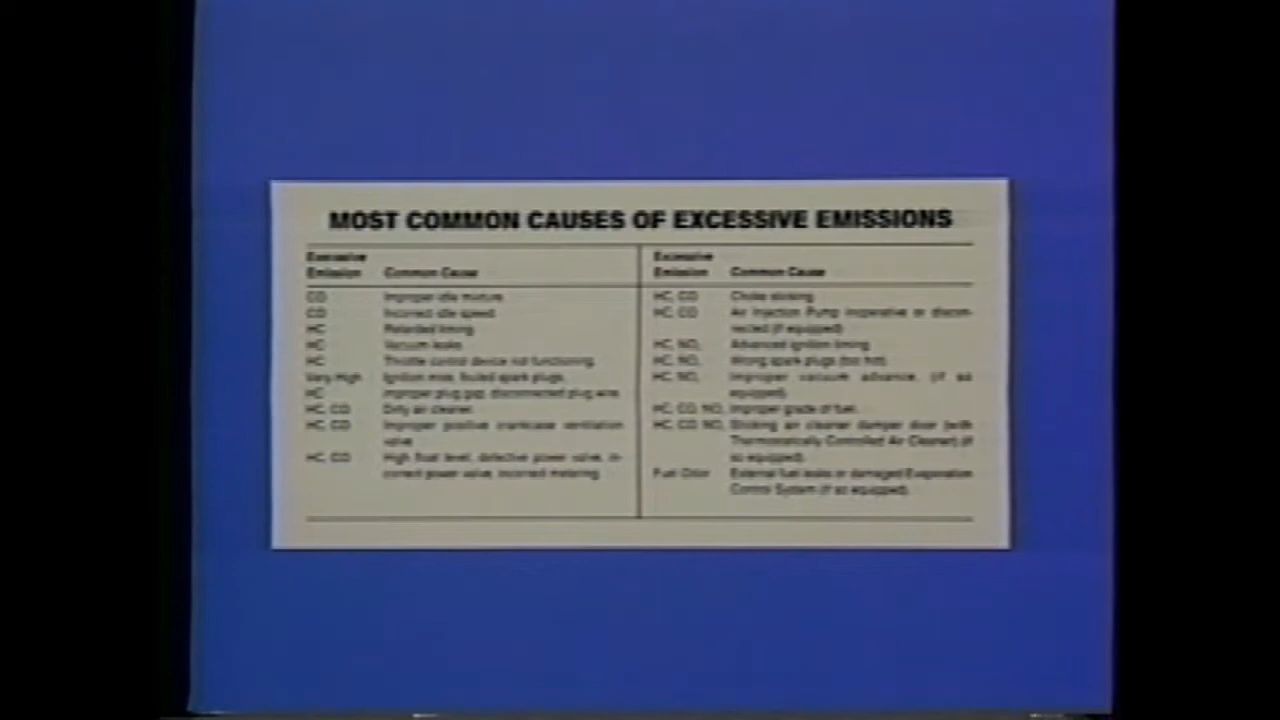 MOST COMMON CAUSES OF EXCESSIVE EMISSIONS
Excessive
Emission Common Cause
CO Improper idle mixture.
CO Incorrect idle speed.
HC Retarded timing.
HC Vacuum leaks.
HC Throttle control device not functioning.
Very High Ignition miss, fouled spark plugs,
HC improper plug gap, disconnected plug wire.
HC, CO Dirty air cleaner.
HC, CO Improper positive crankcase ventilation
valve.
HC, CO High float level, defective power valve, in-
correct power valve, incorrect metering.
Excessive
Emission Common Cause
HC, CO Choke sticking.
HC, CO Air Injection Pump inoperative or discon-
nected (if equipped).
HC, NOx Advanced ignition timing.
HC, NOx Wrong spark plugs (too hot).
HC, NOx Improper vacuum advance, (if so
equipped).
HC, CO, NOx Improper grade of fuel.
HC, CO, NOx Sticking air cleaner damper door (with
Thermostatically Controlled Air Cleaner) (if
so equipped).
Fuel Odor External fuel leaks or damaged Evaporation
Control System (if so equipped).